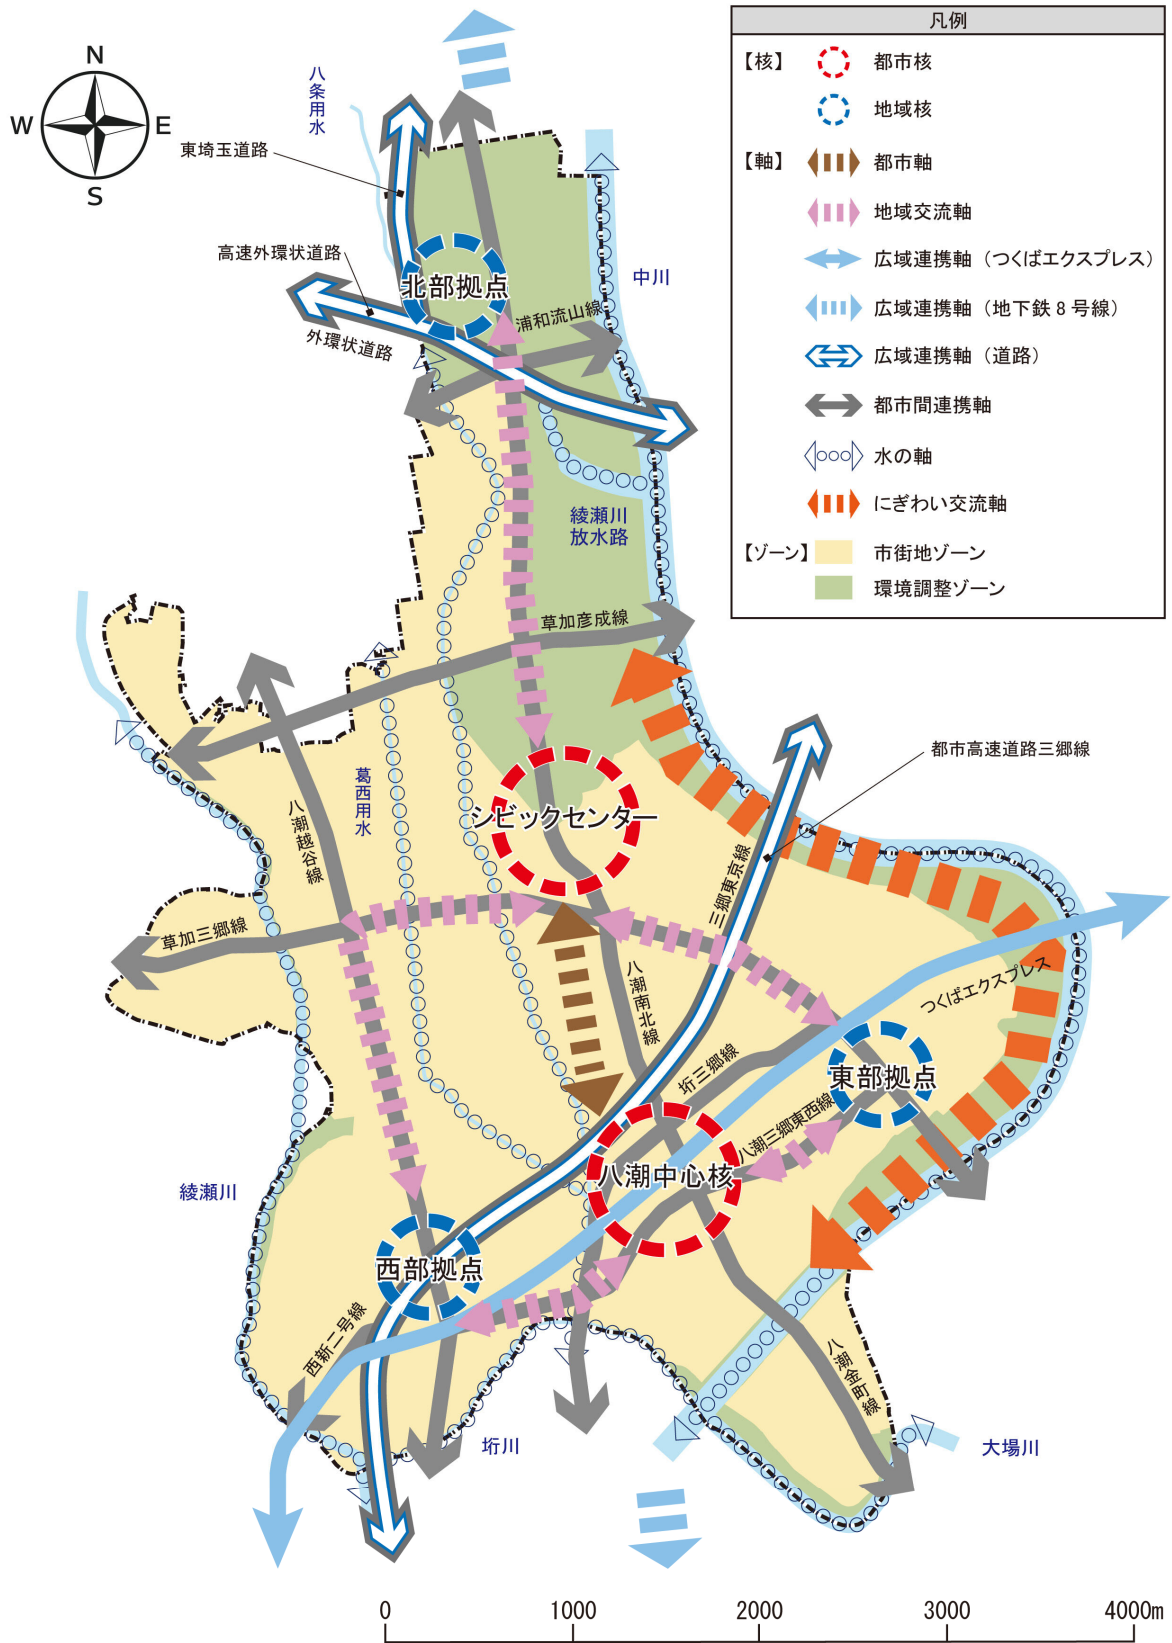 凡例
【核】
都市核
地域核
【軸】
都市軸
地域交流軸
広域連携軸（つくばエクスプレス）
広域連携軸（地下鉄8号線）
広域連携軸（道路）
都市間連携軸
水の軸
にぎわい交流軸
【ゾーン】
市街地ゾーン
環境調整ゾーン
N
W
E
S
八条用水
東埼玉道路
高速外環状道路
外環状道路
北部拠点
浦和流山線
中川
綾瀬川
放水路
草加彦成線
都市高速道路三郷線
葛西用水
八潮越谷線
シビックセンター
三郷東京線
草加三郷線
八潮南北線
つくばエクスプレス
垳三郷線
東部拠点
八潮三郷東西線
八潮中心核
綾瀬川
西部拠点
西新二号線
八潮金町線
垳川
大場川
0
1000
2000
3000
4000m